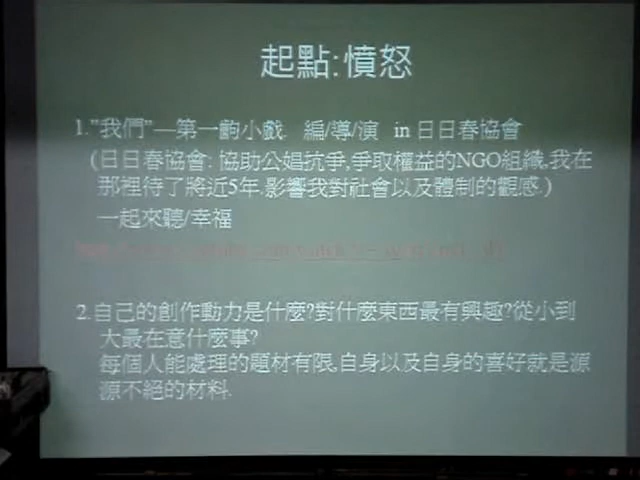 起點:憤怒
1."我們"—第一齣小戲. 編/導/演 in 日日春協會
(日日春協會: 協助公娼抗爭,爭取權益的NGO組織,我在
那裡待了將近5年.影響我對社會以及體制的觀感.)
一起來聽/幸福
2.自己的創作動力是什麼?對什麼東西最有興趣?從小到
大最在意什麼事?
每個人能處理的題材有限,自身以及自身的喜好就是源
源不絕的材料.